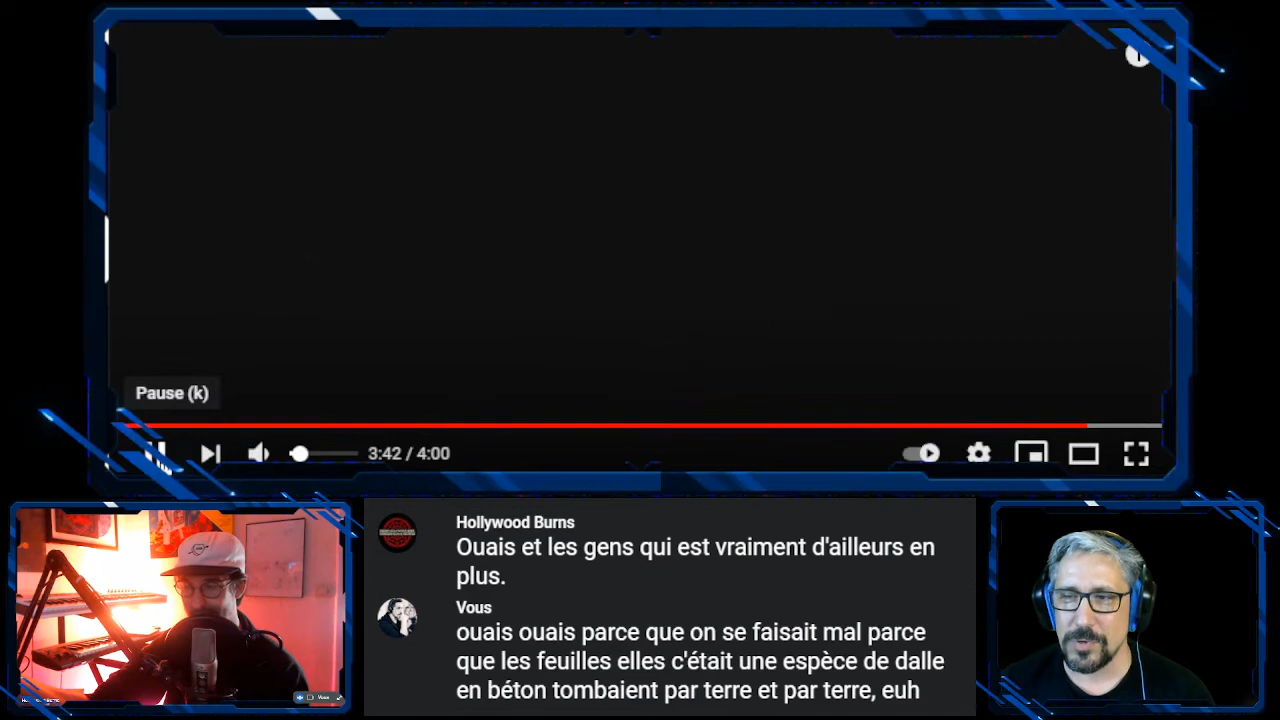 Pause (k)
3:42 / 4:00
Hollywood Burns
Ouais et les gens qui est vraiment d'ailleurs en
plus.
Vous
ouais ouais parce que on se faisait mal parce
que les feuilles elles c'était une espèce de dalle
en béton tombaient par terre et par terre, euh
Vous